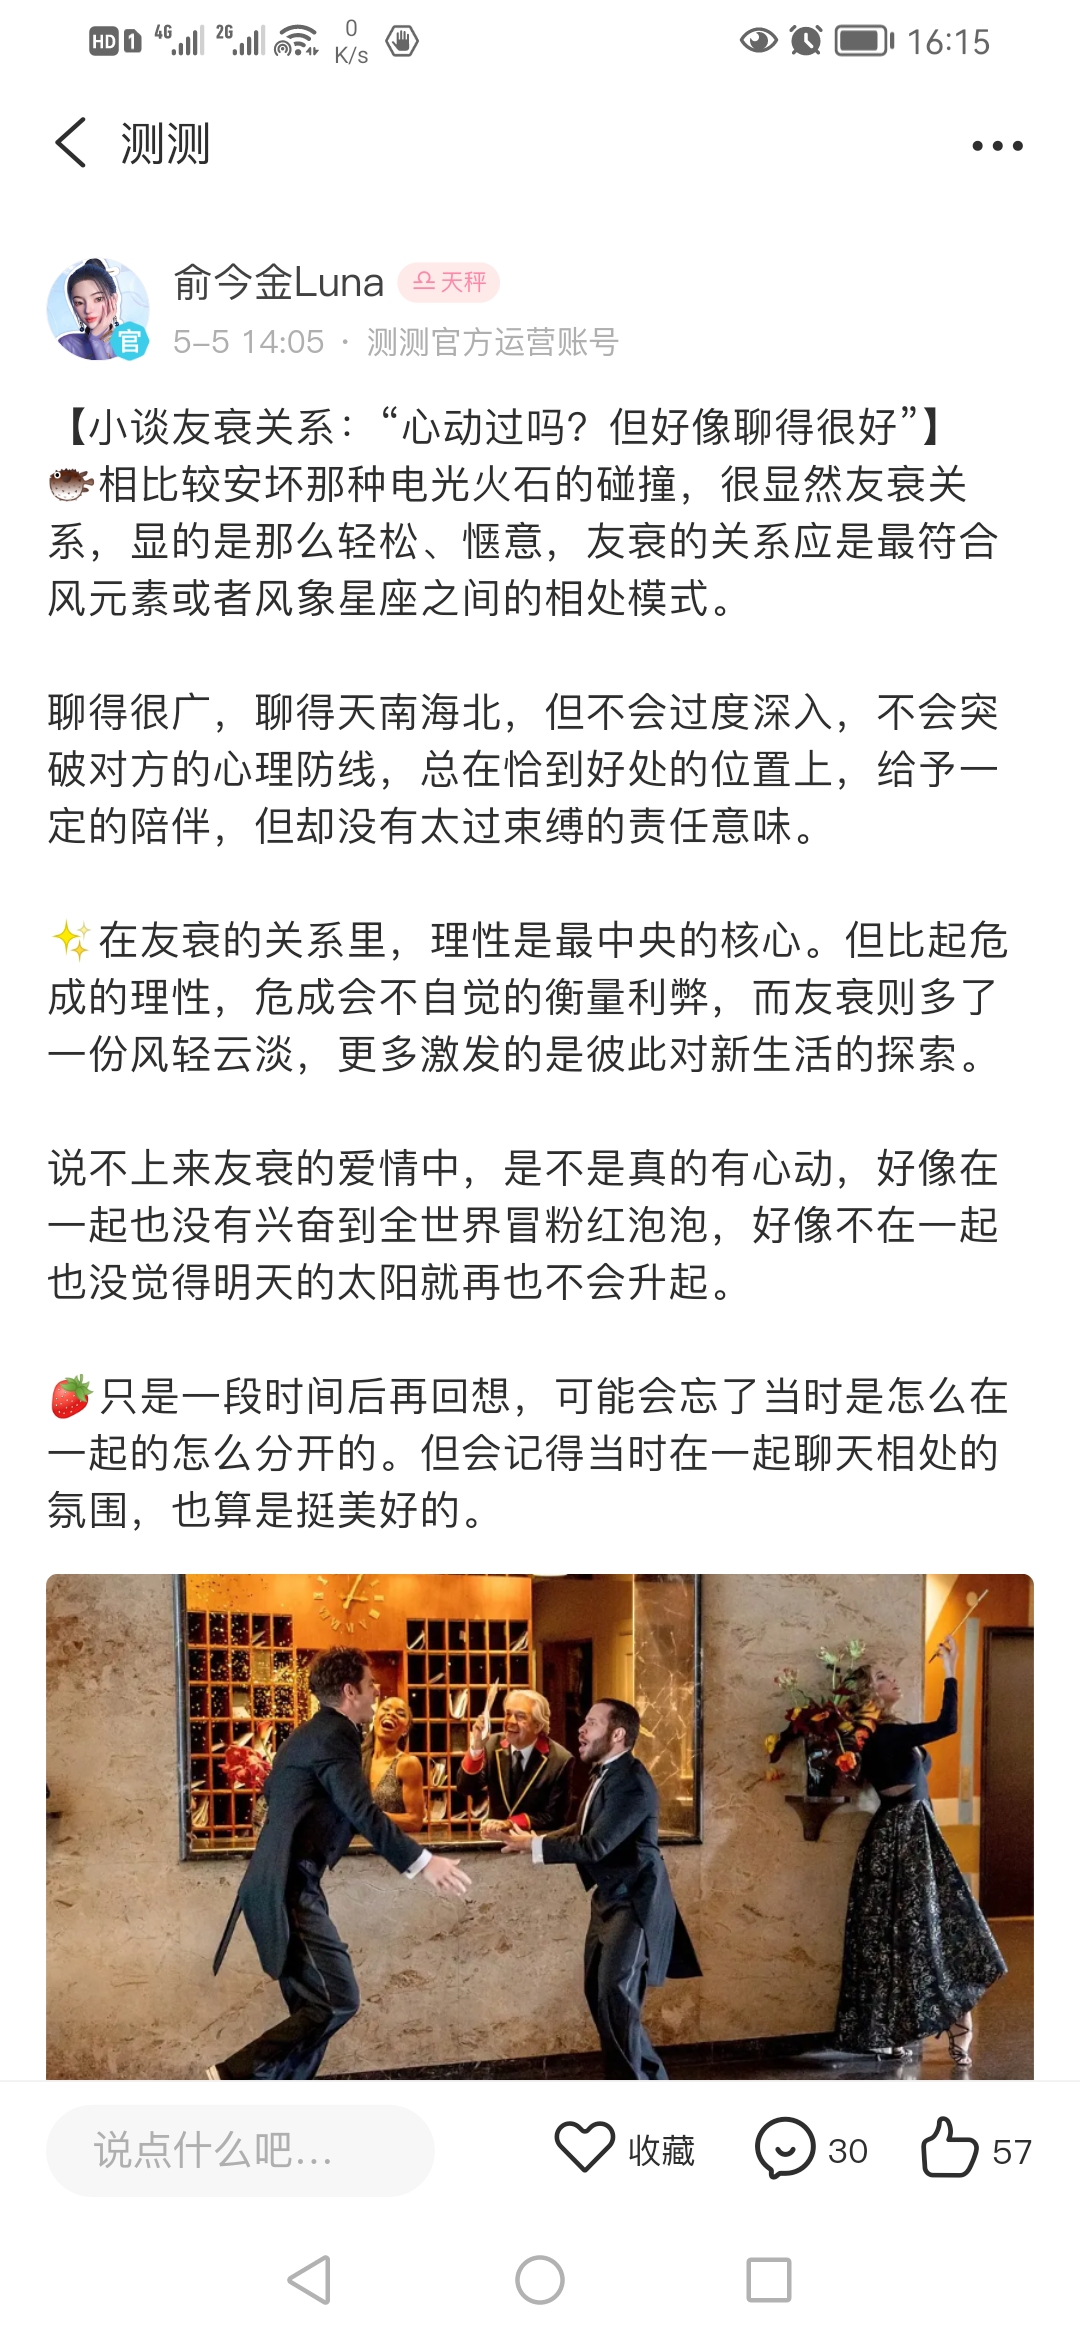 HD 1 4G 2G 0 K/s 16:15
测测
俞今金Luna 天秤
官
5-5 14:05 · 测测官方运营账号
【小谈友衰关系：“心动过吗？但好像聊得很好”】
🐡相比较安坏那种电光火石的碰撞，很显然友衰关
系，显的是那么轻松、惬意，友衰的关系应是最符合
风元素或者风象星座之间的相处模式。
聊得很广，聊得天南海北，但不会过度深入，不会突
破对方的心理防线，总在恰到好处的位置上，给予一
定的陪伴，但却没有太过束缚的责任意味。
✨在友衰的关系里，理性是最中央的核心。但比起危
成的理性，危成会不自觉的衡量利弊，而友衰则多了
一份风轻云淡，更多激发的是彼此对新生活的探索。
说不上来友衰的爱情中，是不是真的有心动，好像在
一起也没有兴奋到全世界冒粉红泡泡，好像不在一起
也没觉得明天的太阳就再也不会升起。
🍓只是一段时间后再回想，可能会忘了当时是怎么在
一起的怎么分开的。但会记得当时在一起聊天相处的
氛围，也算是挺美好的。
说点什么吧... 收藏 30 57